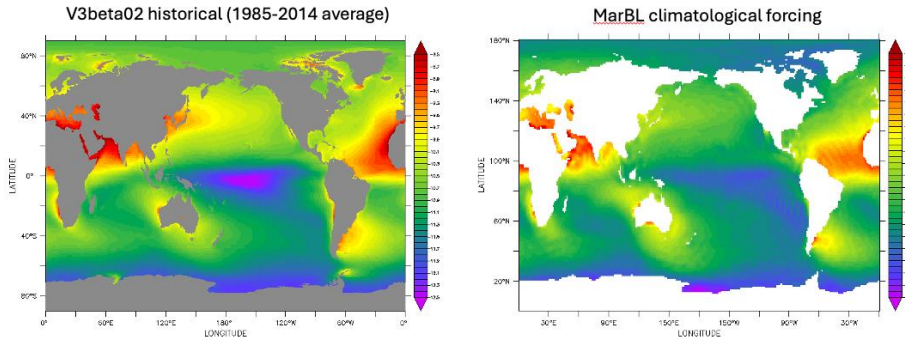 V3beta02 historical (1985-2014 average)
MarBL climatological forcing
80°N
40°N
0°
40°S
80°S
LATITUDE
0°
60°E
120°E
180°
120°W
60°W
0°
LONGITUDE
180°N
140°N
100°N
60°N
20°N
LATITUDE
30°E
90°E
150°E
150°W
90°W
30°W
LONGITUDE